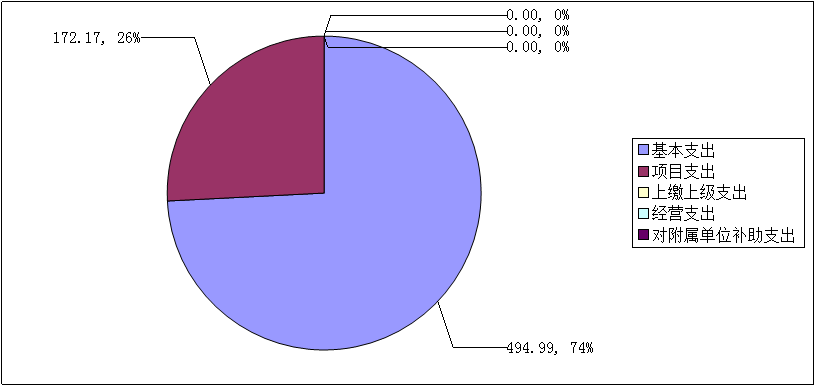 0.00, 0%
0.00, 0%
0.00, 0%
172.17, 26%
494.99, 74%
基本支出
项目支出
上缴上级支出
经营支出
对附属单位补助支出